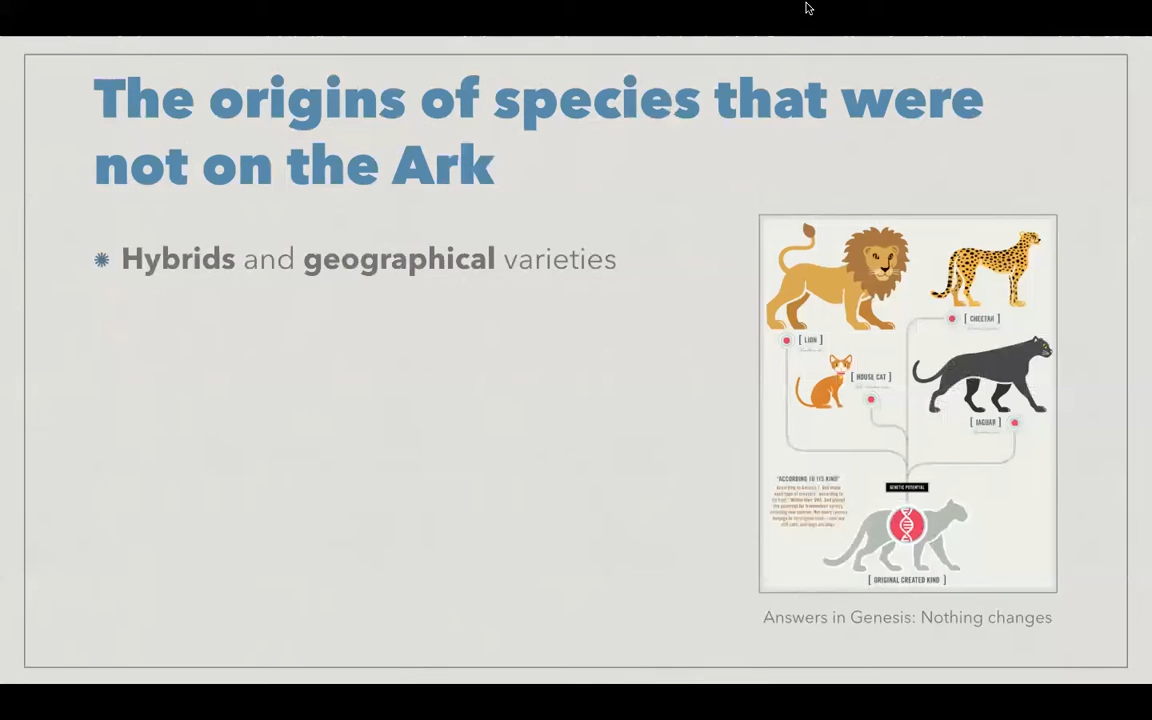 The origins of species that were
not on the Ark
Hybrids and geographical varieties
[ CHEETAH ]
[ LION ]
[ HOUSE CAT ]
[ JAGUAR ]
"ACCORDING TO ITS KIND"
GENETIC POTENTIAL
[ ORIGINAL CREATED KIND ]
Answers in Genesis: Nothing changes